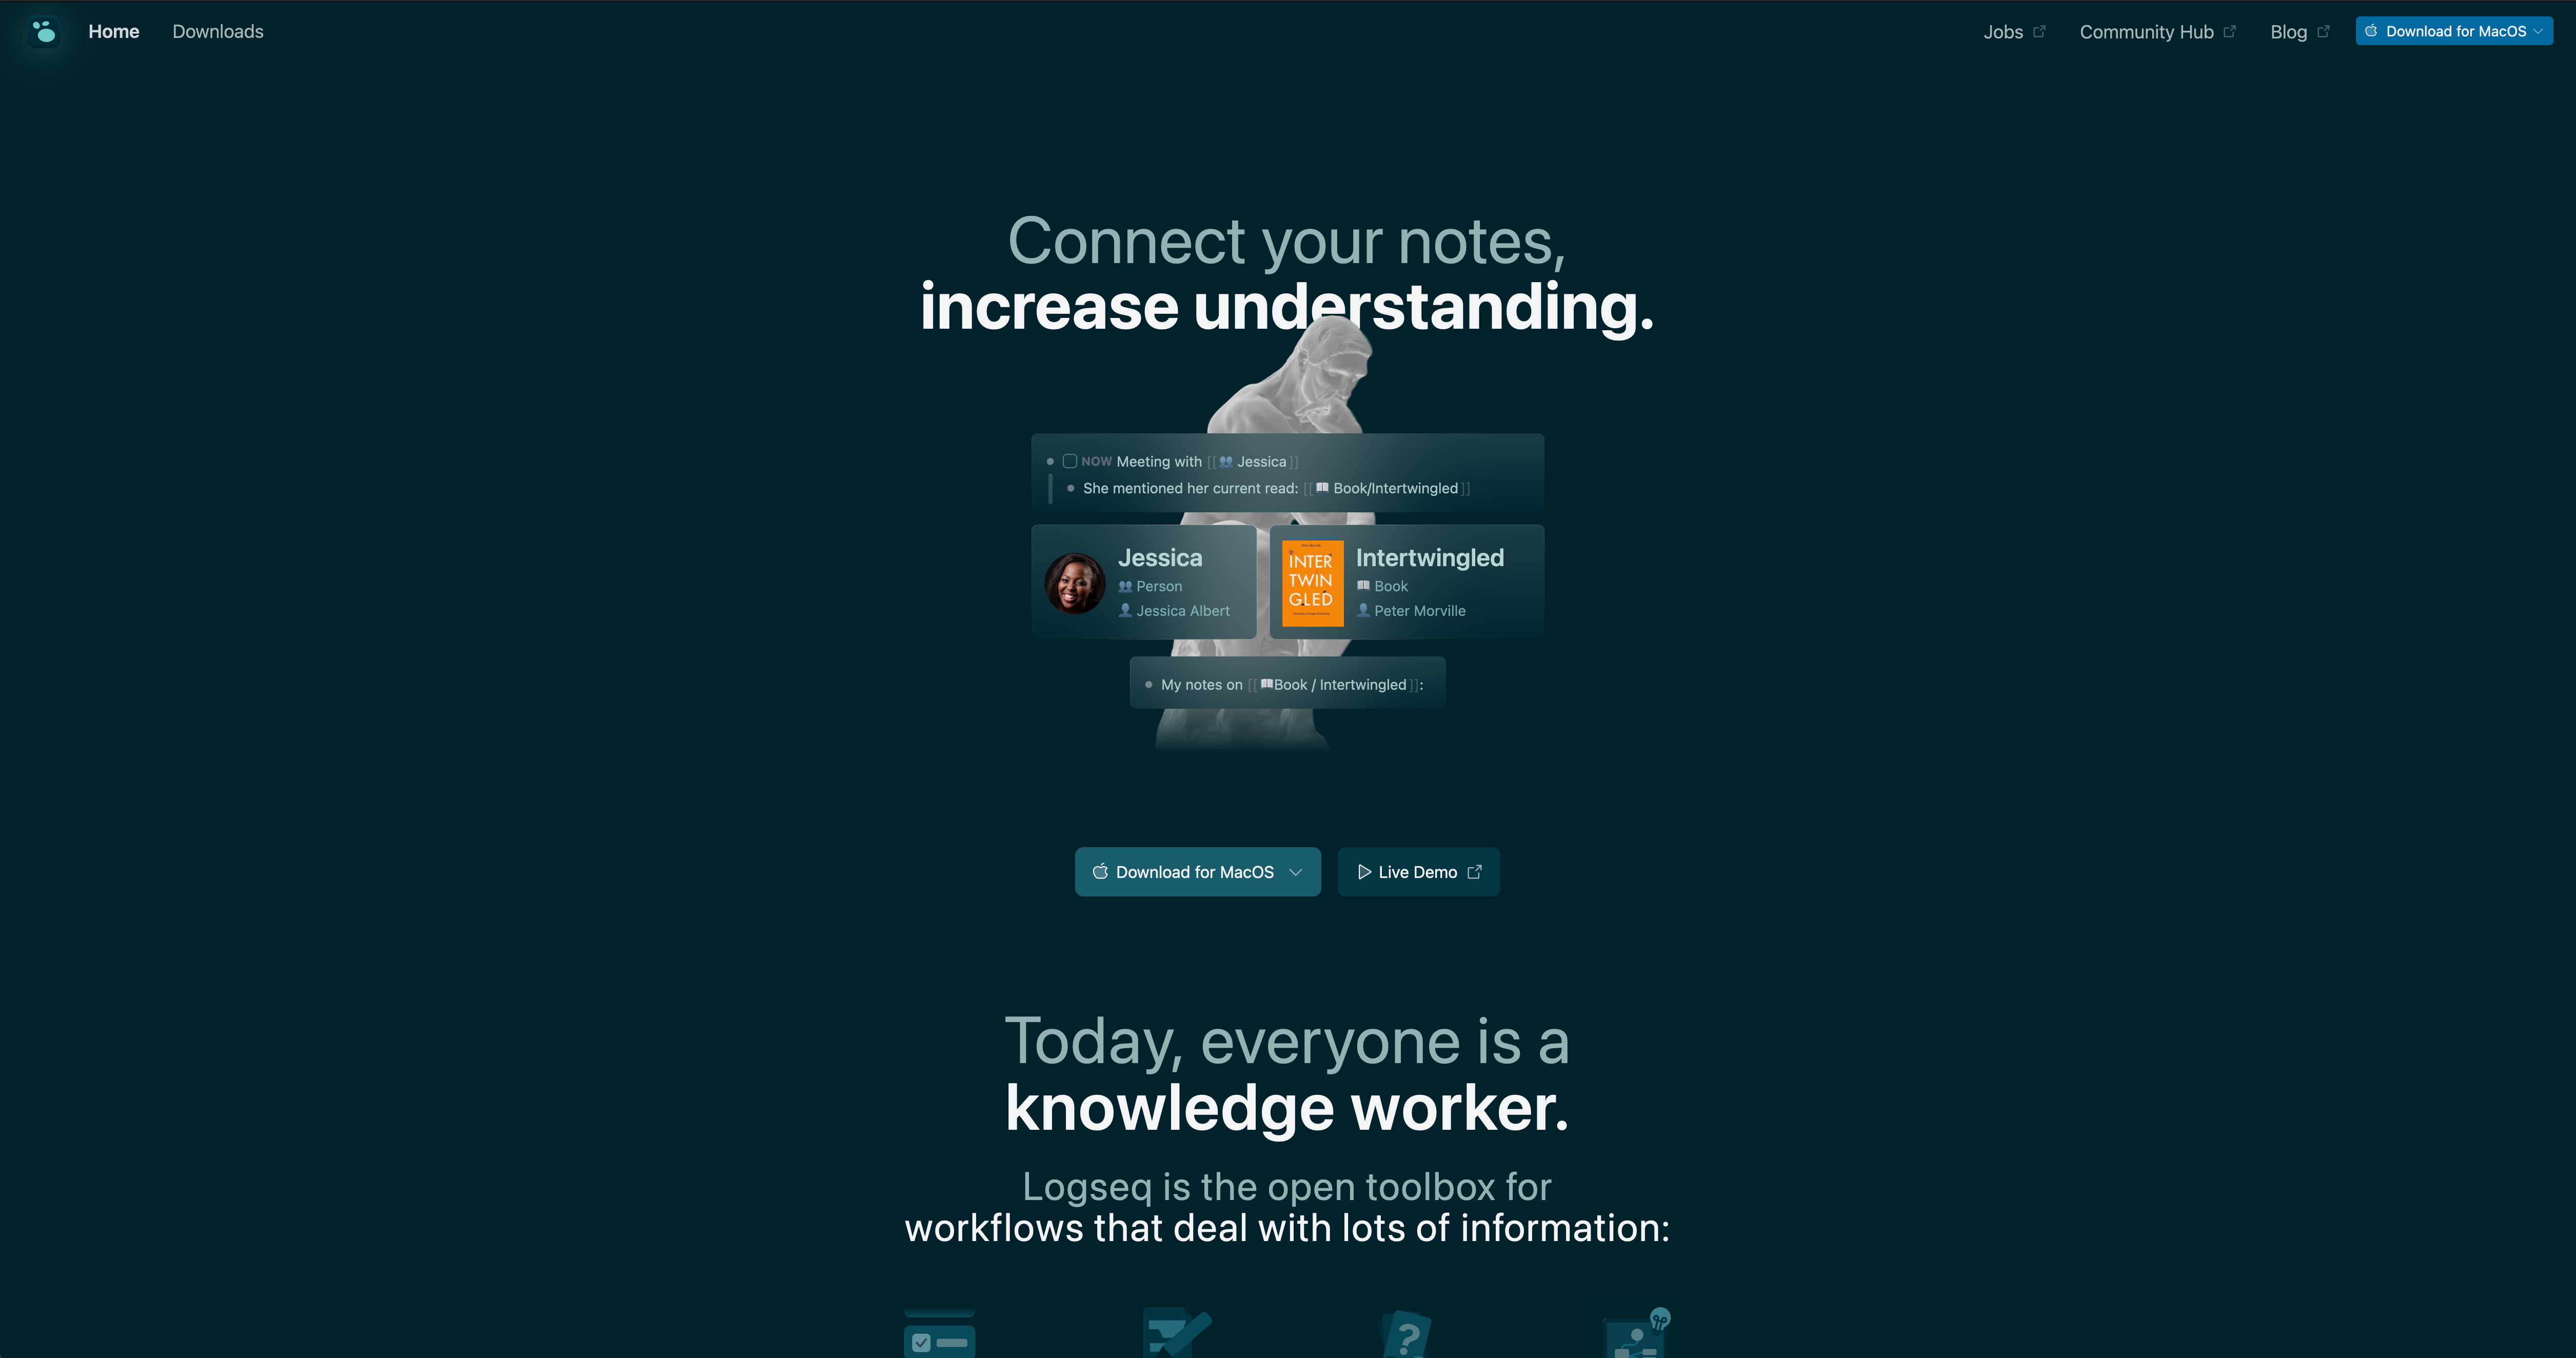 Home
Downloads
Jobs
Community Hub
Blog
Download for MacOS
Connect your notes,
increase understanding.
NOW Meeting with [[👥 Jessica]]
She mentioned her current read: [[📖 Book/Intertwingled]]
Jessica
👥 Person
👤 Jessica Albert
INTER
TWIN
GLED
Intertwingled
📖 Book
👤 Peter Morville
My notes on [[📖Book / Intertwingled]]:
Download for MacOS
Live Demo
Today, everyone is a
knowledge worker.
Logseq is the open toolbox for
workflows that deal with lots of information:
?